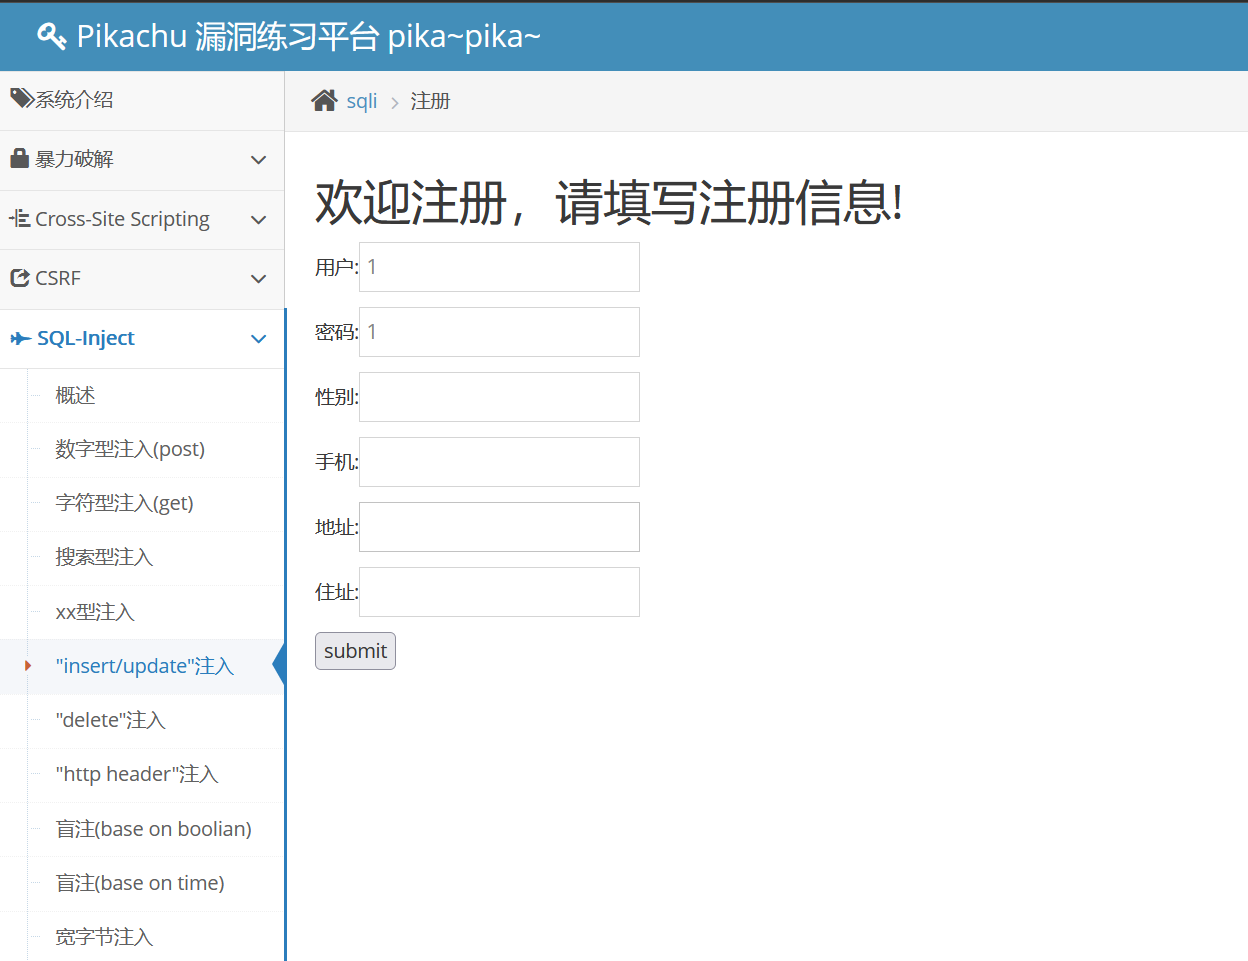 Pikachu 漏洞练习平台 pika~pika~
系统介绍
暴力破解
Cross-Site Scripting
CSRF
SQL-Inject
概述
数字型注入(post)
字符型注入(get)
搜索型注入
xx型注入
"insert/update"注入
"delete"注入
"http header"注入
盲注(base on boolian)
盲注(base on time)
宽字节注入
sqli > 注册
欢迎注册，请填写注册信息!
用户: 1
密码: 1
性别:
手机:
地址:
住址:
submit